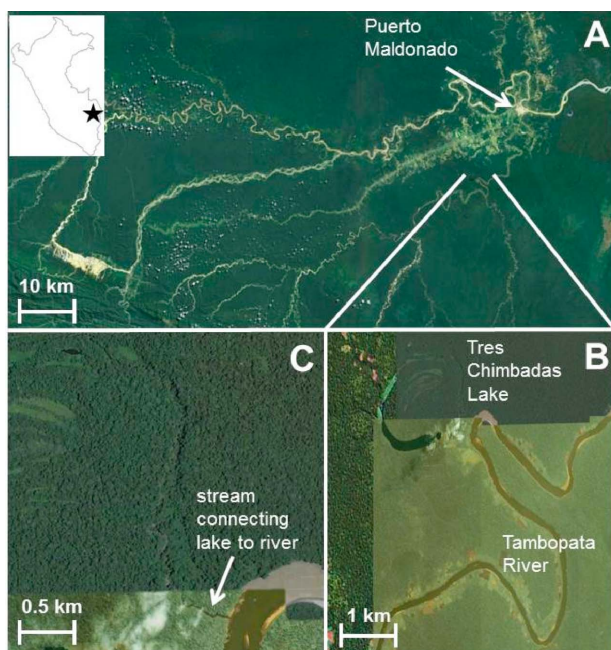 Puerto
Maldonado
A
10 km
C
stream
connecting
lake to river
0.5 km
Tres
Chimbadas
Lake
B
Tambopata
River
1 km